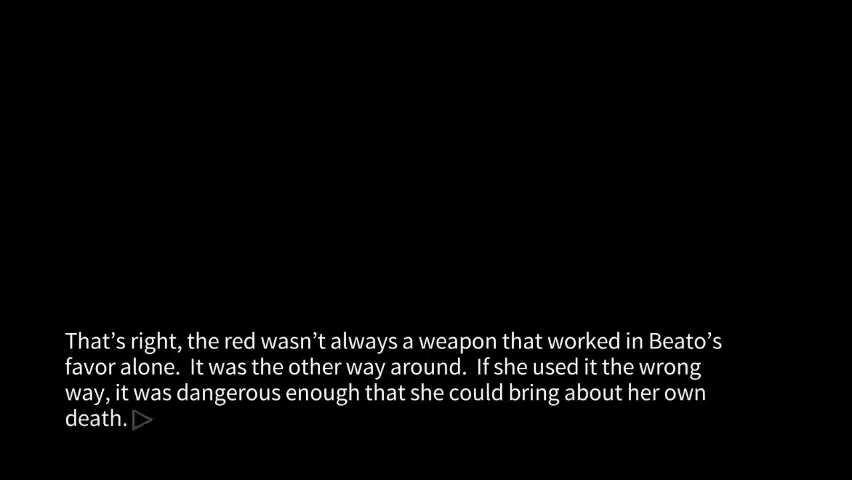 That’s right, the red wasn’t always a weapon that worked in Beato’s
favor alone.  It was the other way around.  If she used it the wrong
way, it was dangerous enough that she could bring about her own
death.